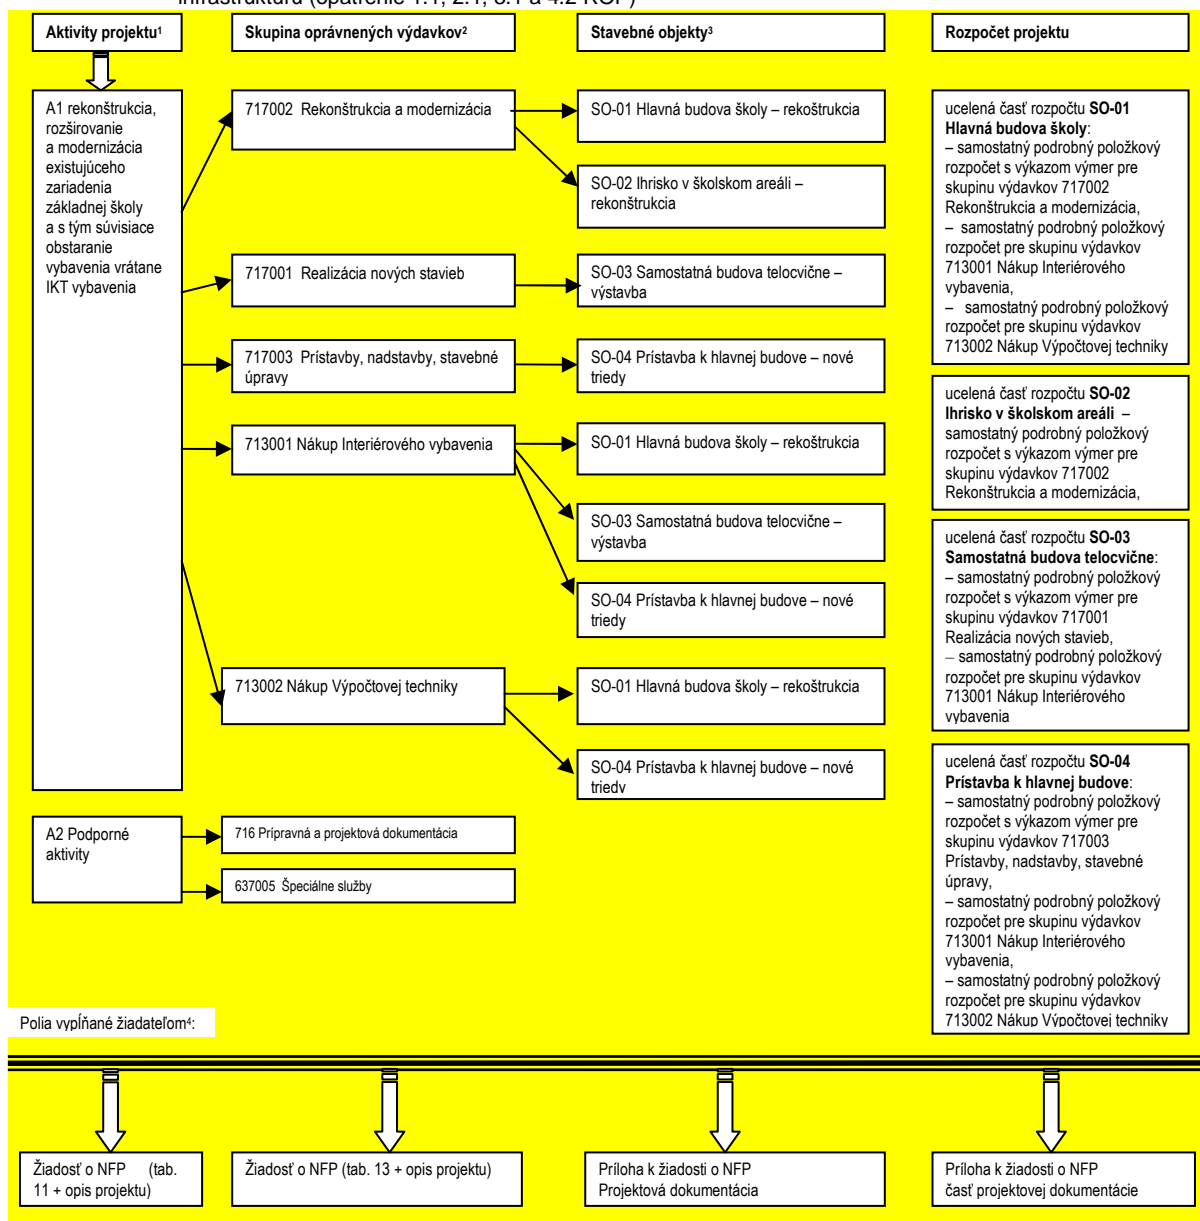 infraštruktúru (opatrenie 1.1, 2.1, 3.1 a 4.2 ROP)
Aktivity projektu¹
Skupina oprávnených výdavkov²
Stavebné objekty³
Rozpočet projektu
A1 rekonštrukcia,
rozširovanie
a modernizácia
existujúceho
zariadenia
základnej školy
a s tým súvisiace
obstaranie
vybavenia vrátane
IKT vybavenia
717002 Rekonštrukcia a modernizácia
SO-01 Hlavná budova školy – rekoštrukcia
SO-02 Ihrisko v školskom areáli –
rekonštrukcia
717001 Realizácia nových stavieb
SO-03 Samostatná budova telocvične –
výstavba
717003 Prístavby, nadstavby, stavebné
úpravy
SO-04 Prístavba k hlavnej budove – nové
triedy
713001 Nákup Interiérového vybavenia
SO-01 Hlavná budova školy – rekoštrukcia
SO-03 Samostatná budova telocvične –
výstavba
SO-04 Prístavba k hlavnej budove – nové
triedy
713002 Nákup Výpočtovej techniky
SO-01 Hlavná budova školy – rekoštrukcia
SO-04 Prístavba k hlavnej budove – nové
triedy
A2 Podporné
aktivity
716 Prípravná a projektová dokumentácia
637005 Špeciálne služby
ucelená časť rozpočtu SO-01
Hlavná budova školy:
– samostatný podrobný položkový
rozpočet s výkazom výmer pre
skupinu výdavkov 717002
Rekonštrukcia a modernizácia,
– samostatný podrobný položkový
rozpočet pre skupinu výdavkov
713001 Nákup Interiérového
vybavenia,
– samostatný podrobný položkový
rozpočet pre skupinu výdavkov
713002 Nákup Výpočtovej techniky
ucelená časť rozpočtu SO-02
Ihrisko v školskom areáli –
samostatný podrobný položkový
rozpočet s výkazom výmer pre
skupinu výdavkov 717002
Rekonštrukcia a modernizácia,
ucelená časť rozpočtu SO-03
Samostatná budova telocvične:
– samostatný podrobný položkový
rozpočet s výkazom výmer pre
skupinu výdavkov 717001
Realizácia nových stavieb,
– samostatný podrobný položkový
rozpočet pre skupinu výdavkov
713001 Nákup Interiérového
vybavenia
ucelená časť rozpočtu SO-04
Prístavba k hlavnej budove:
– samostatný podrobný položkový
rozpočet s výkazom výmer pre
skupinu výdavkov 717003
Prístavby, nadstavby, stavebné
úpravy,
– samostatný podrobný položkový
rozpočet pre skupinu výdavkov
713001 Nákup Interiérového
vybavenia,
– samostatný podrobný položkový
rozpočet pre skupinu výdavkov
713002 Nákup Výpočtovej techniky
Polia vypĺňané žiadateľom⁴:
Žiadosť o NFP (tab.
11 + opis projektu)
Žiadosť o NFP (tab. 13 + opis projektu)
Príloha k žiadosti o NFP
Projektová dokumentácia
Príloha k žiadosti o NFP
časť projektovej dokumentácie